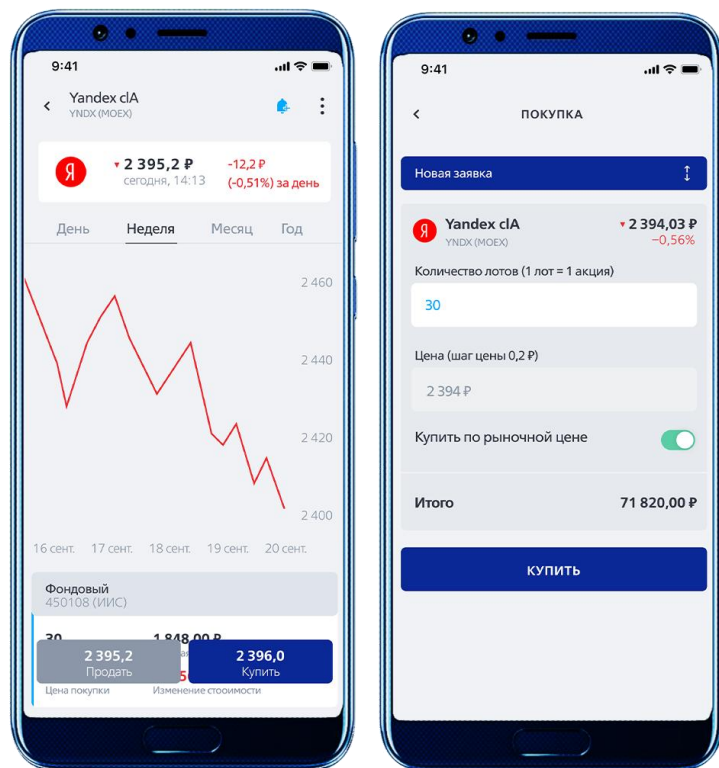 9:41
Yandex clA
YNDX (MOEX)
Я
▼ 2 395,2 ₽
-12,2 ₽
сегодня, 14:13
(-0,51%) за день
День Неделя Месяц Год
2 460
2 440
2 420
2 400
16 сент. 17 сент. 18 сент. 19 сент. 20 сент.
Фондовый
450108 (ИИС)
30
1 848,00 ₽
2 395,2
Продать
2 396,0
Купить
Цена покупки
Изменение стооимости
9:41
ПОКУПКА
Новая заявка
Я
Yandex clA
YNDX (MOEX)
▼ 2 394,03 ₽
−0,56%
Количество лотов (1 лот = 1 акция)
30
Цена (шаг цены 0,2 ₽)
2 394 ₽
Купить по рыночной цене
Итого
71 820,00 ₽
КУПИТЬ